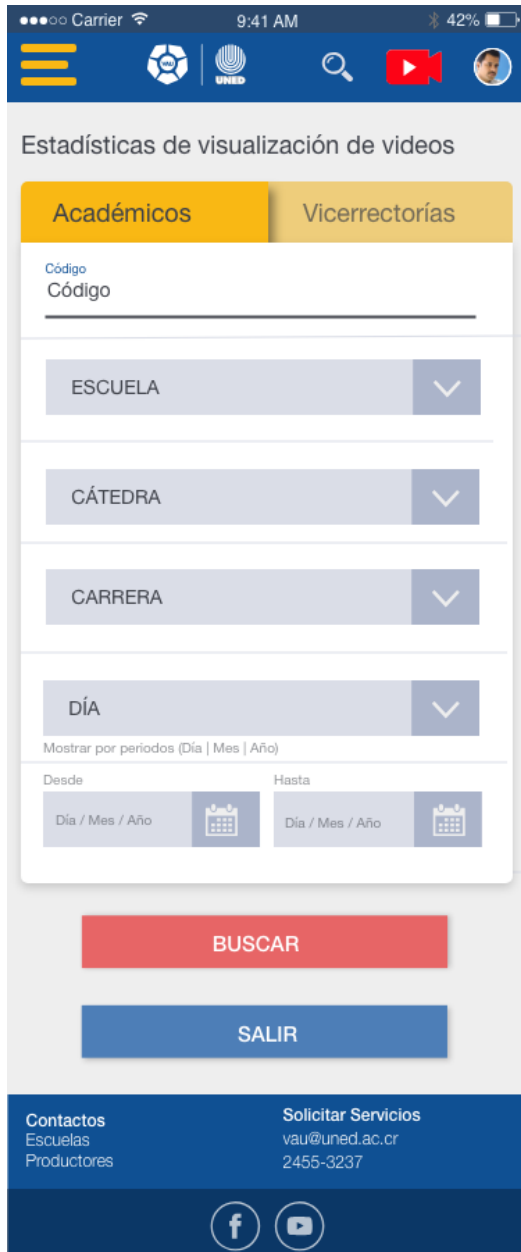 Carrier 9:41 AM 42%
VAU UNED
Estadísticas de visualización de videos
Académicos Vicerrectorías
Código
Código
ESCUELA
CÁTEDRA
CARRERA
DÍA
Mostrar por periodos (Día | Mes | Año)
Desde Hasta
Día / Mes / Año Día / Mes / Año
BUSCAR
SALIR
Contactos Solicitar Servicios
Escuelas vau@uned.ac.cr
Productores 2455-3237